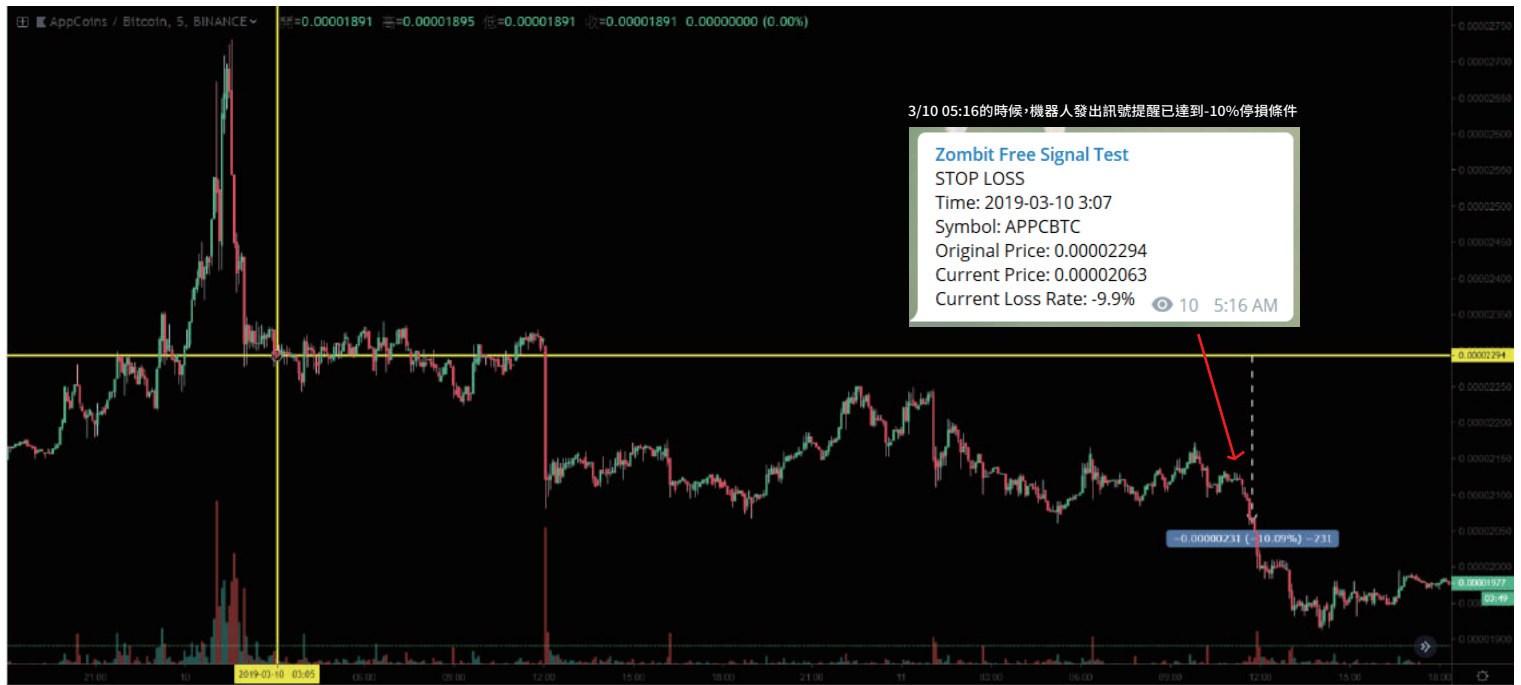 AppCoins / Bitcoin, 5, BINANCE 開=0.00001891 高=0.00001895 低=0.00001891 收=0.00001891 0.00000000 (0.00%)
0.00002750
0.00002700
0.00002650
0.00002600
0.00002550
0.00002500
0.00002450
0.00002400
0.00002350
3/10 05:16的時候，機器人發出訊號提醒已達到-10%停損條件
Zombit Free Signal Test
STOP LOSS
Time: 2019-03-10 3:07
Symbol: APPCBTC
Original Price: 0.00002294
Current Price: 0.00002063
Current Loss Rate: -9.9%
10 5:16 AM
0.00002294
0.00002250
0.00002200
0.00002150
0.00002100
0.00002050
−0.00000231 (−10.09%) −231
0.00002000
0.00001977
03:49
0.00001900
21:00 10 2019-03-10 03:05 06:00 09:00 12:00 15:00 18:00 21:00 11 03:00 06:00 09:00 12:00 15:00 18:00